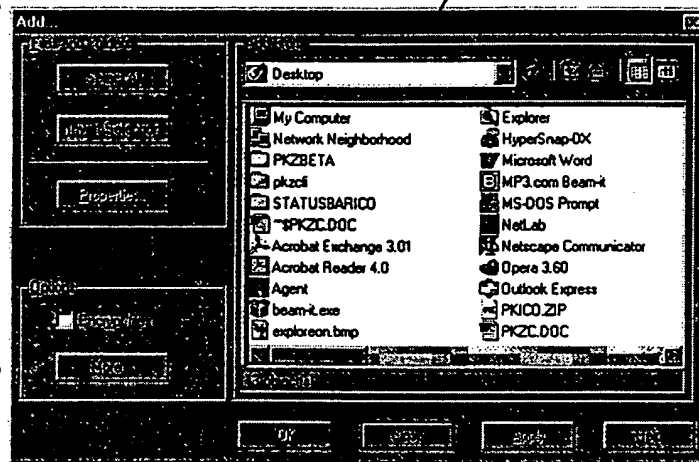 Add...
Desktop
My Computer
Network Neighborhood
PKZBETA
pkzcli
STATUSBARICO
~$PKZC.DOC
Acrobat Exchange 3.01
Acrobat Reader 4.0
Agent
beam-it.exe
exploreon.bmp
Explorer
HyperSnap-DX
Microsoft Word
MP3.com Beam-it
MS-DOS Prompt
NetLab
Netscape Communicator
Opera 3.60
Outlook Express
PKICO.ZIP
PKZC.DOC
Properties...
Options
OK